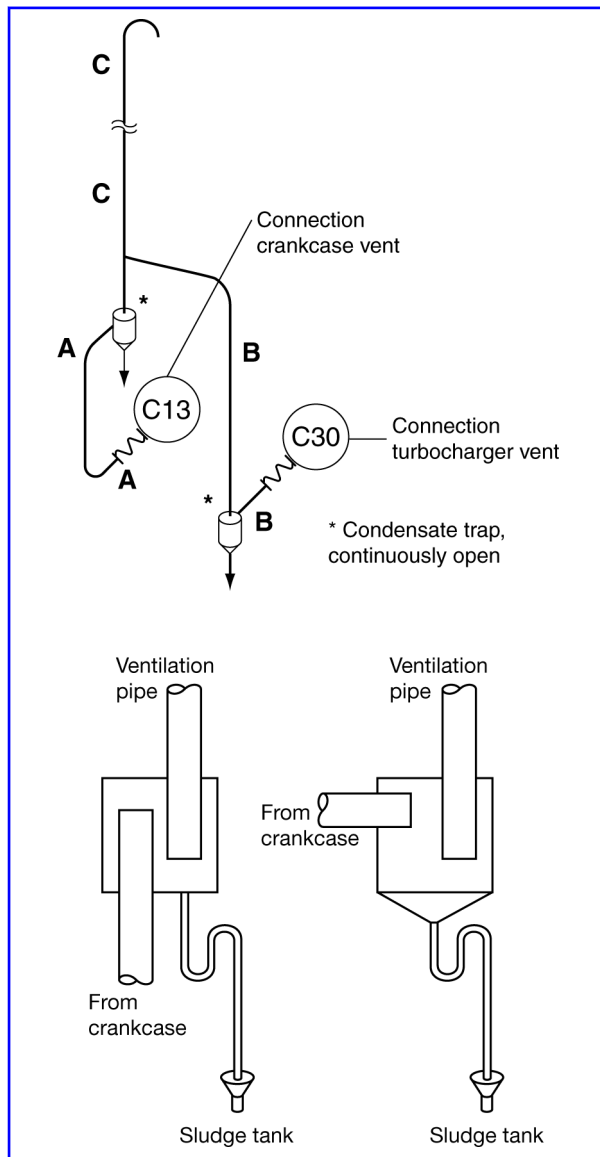 C
C
Connection
crankcase vent
*
A
B
C13
C30
Connection
turbocharger vent
A
*
B
* Condensate trap,
continuously open
Ventilation
pipe
Ventilation
pipe
From
crankcase
From
crankcase
Sludge tank
Sludge tank